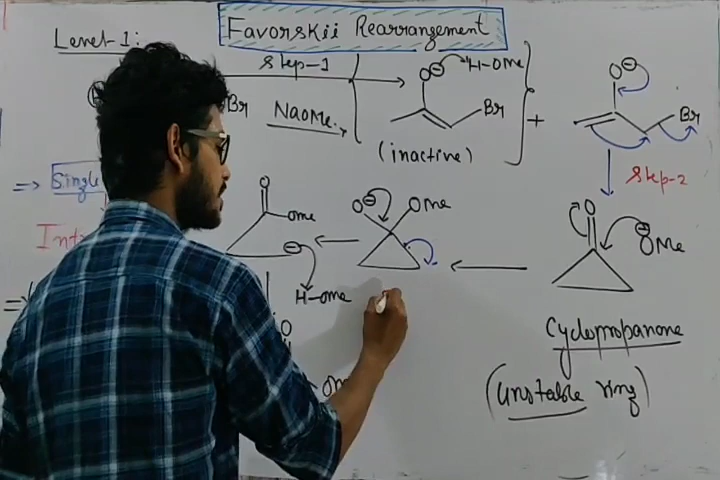 Favorskii Rearrangement
Level-1:
Step-1
O⊖ H-OMe
O⊖
Br
NaOMe
Br
+
Br
(inactive)
⇒ Single
Step-2
O
OMe
O⊖
OMe
O
⊖OMe
⊖
H-OMe
Cyclopropanone
O
(Unstable ring)